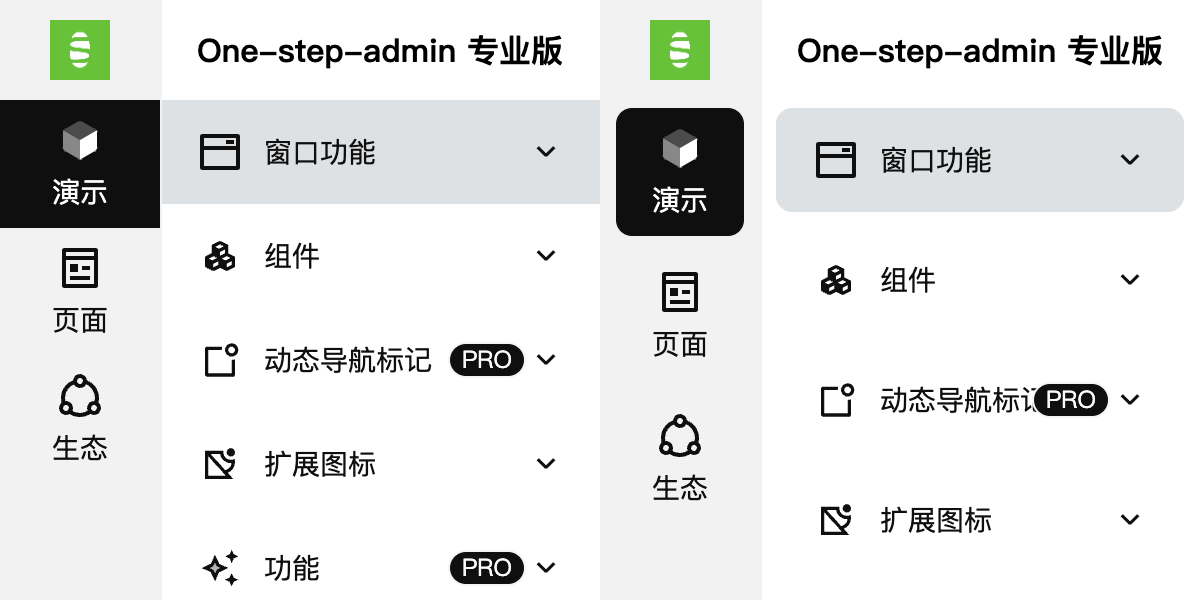 One-step-admin 专业版
演示
页面
生态
窗口功能
组件
动态导航标记 PRO
扩展图标
功能 PRO
One-step-admin 专业版
演示
页面
生态
窗口功能
组件
动态导航标记 PRO
扩展图标